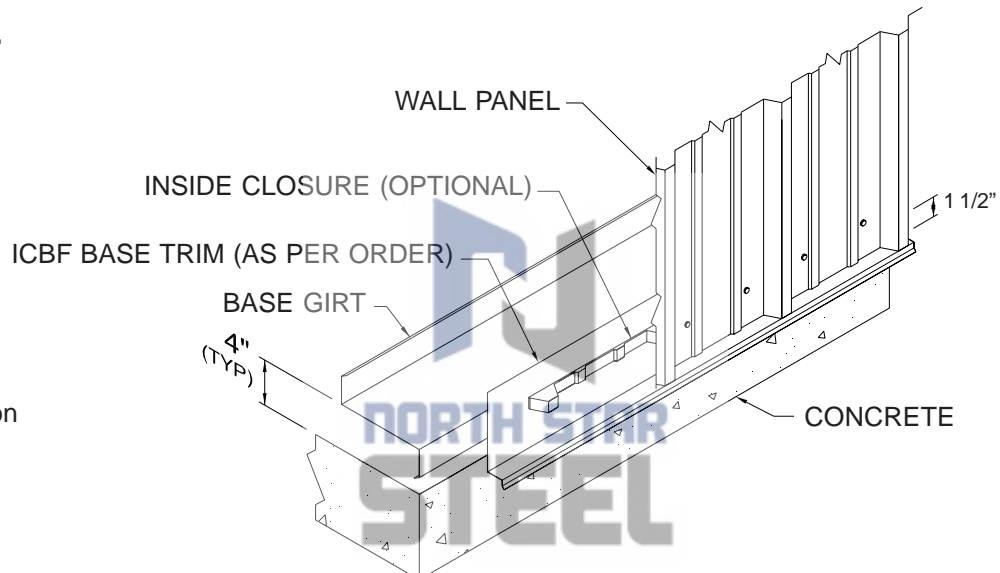 WALL PANEL
1 1/2"
INSIDE CLOSURE (OPTIONAL)
ICBF BASE TRIM (AS PER ORDER)
BASE GIRT
4"
(TYP)
on
CONCRETE
NORTH STAR
STEEL